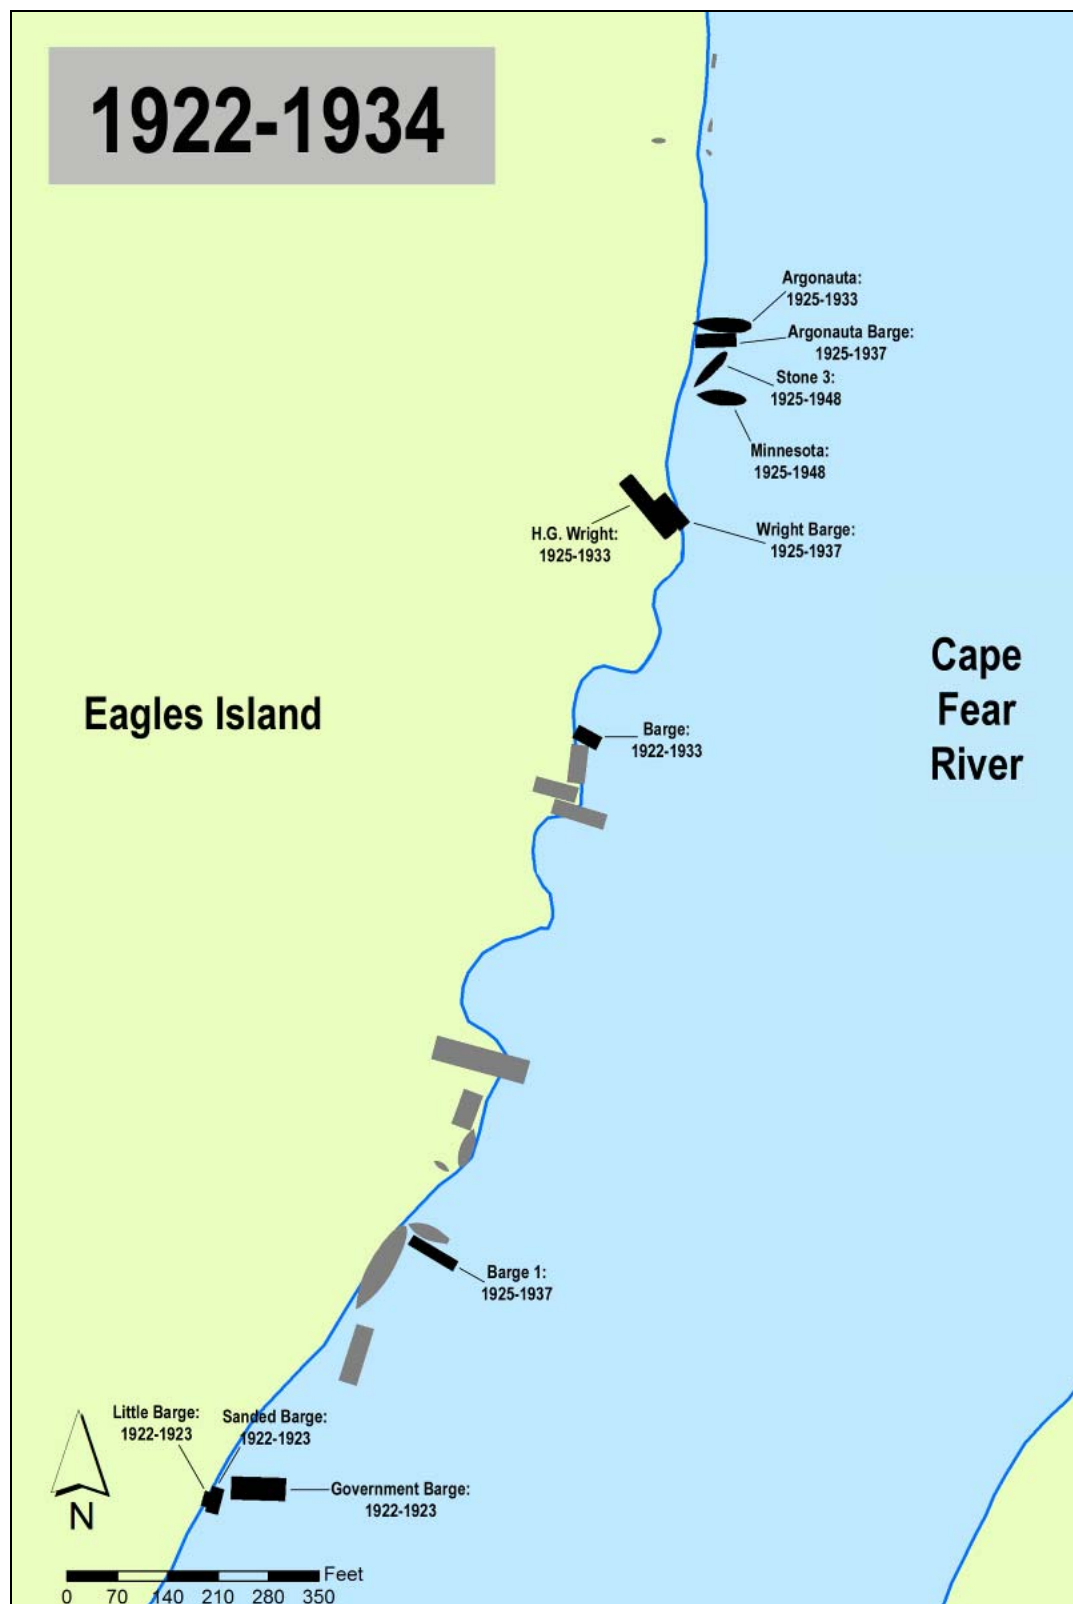 1922-1934
Argonauta:
1925-1933
Argonauta Barge:
1925-1937
Stone 3:
1925-1948
Minnesota:
1925-1948
H.G. Wright:
1925-1933
Wright Barge:
1925-1937
Cape
Fear
River
Eagles Island
Barge:
1922-1933
Barge 1:
1925-1937
Little Barge:
1922-1923
Sanded Barge:
1922-1923
Government Barge:
1922-1923
N
Feet
0 70 140 210 280 350